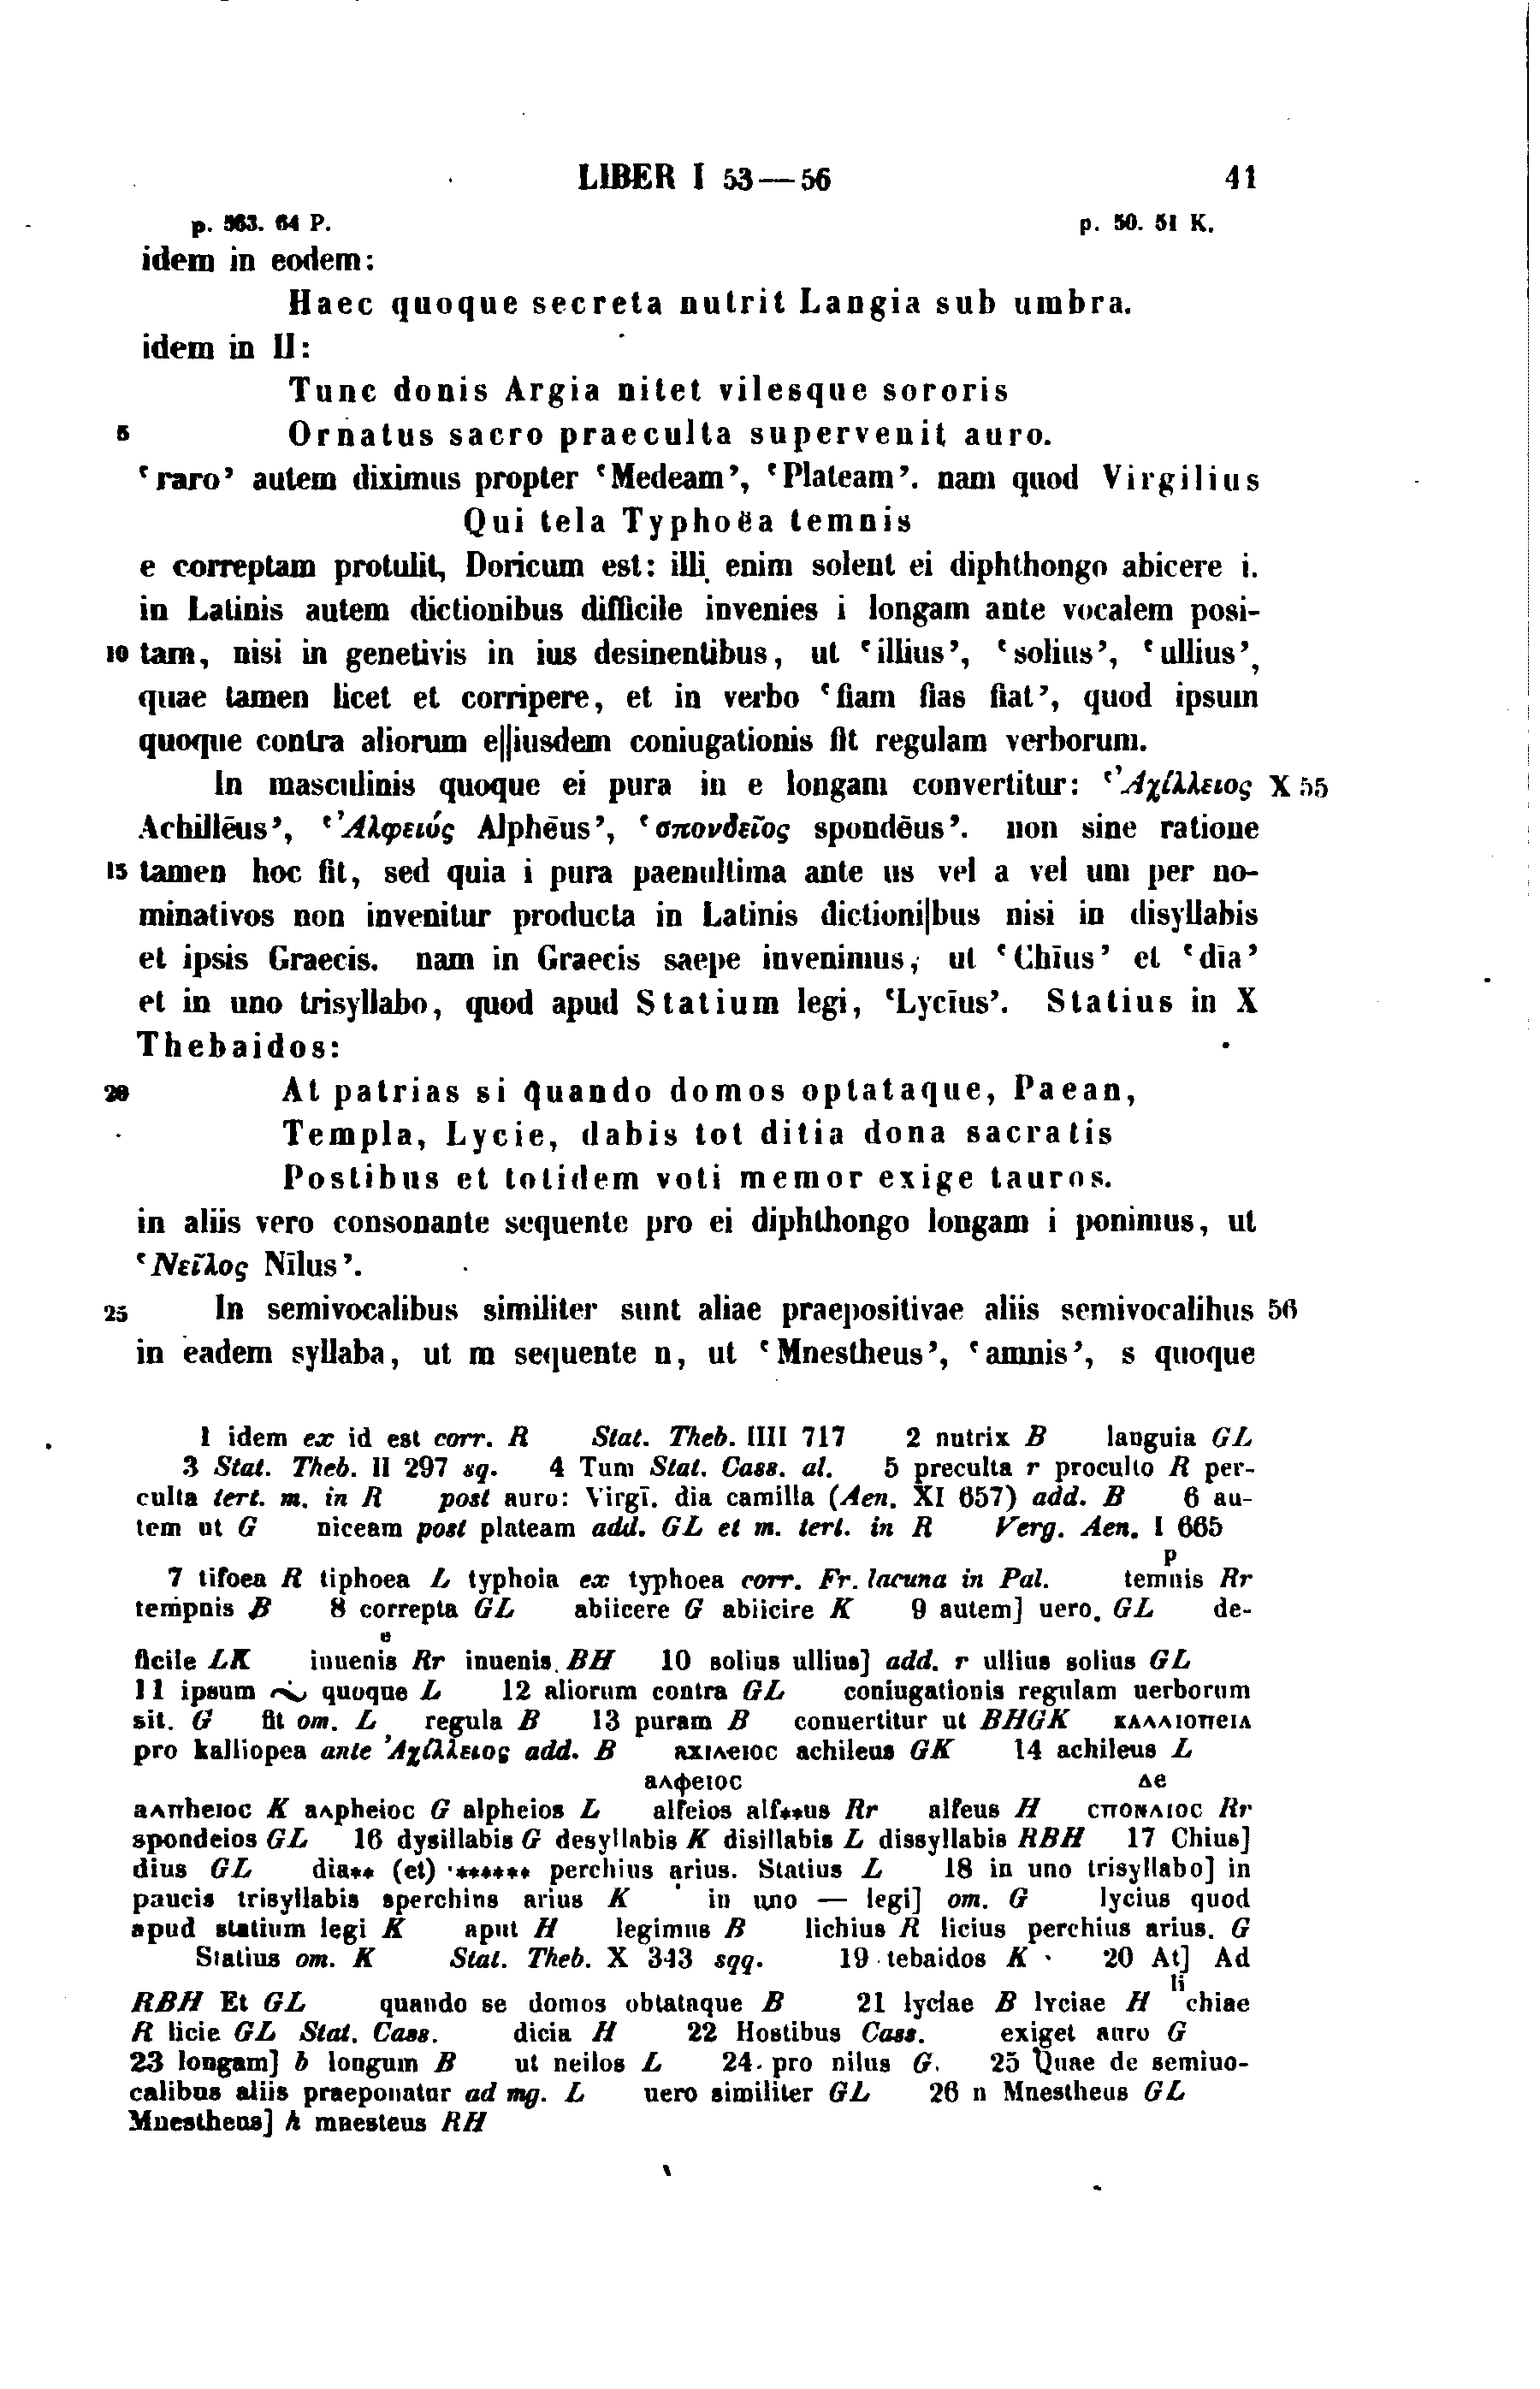 LIBER I 53—56 41
p. 563. 64 P. p. 50. 51 K.
idem in eodem:
Haec quoque secreta nutrit Langia sub umbra.
idem in II:
Tunc donis Argia nitet vilesque sororis
5 Ornatus sacro praeculta supervenit auro.
‘raro’ autem diximus propter ‘Medeam’, ‘Plateam’. nam quod Virgilius
Qui tela Typhoëa temnis
e correptam protulit, Doricum est: illi enim solent ei diphthongo abicere i.
in Latinis autem dictionibus difficile invenies i longam ante vocalem posi-
10 tam, nisi in genetivis in ius desinentibus, ut ‘illius’, ‘solius’, ‘ullius’,
quae tamen licet et corripere, et in verbo ‘fiam fias fiat’, quod ipsum
quoque contra aliorum e||iusdem coniugationis fit regulam verborum.
In masculinis quoque ei pura in e longam convertitur: ‘Ἀχίλλειος X 55
Achillēus’, ‘Ἀλφειός Alphēus’, ‘σπονδεῖος spondēus’. non sine ratione
15 tamen hoc fit, sed quia i pura paenultima ante us vel a vel um per no-
minativos non invenitur producta in Latinis dictioni|bus nisi in disyllabis
et ipsis Graecis. nam in Graecis saepe invenimus, ut ‘Chīus’ et ‘dīa’
et in uno trisyllabo, quod apud Statium legi, ‘Lycīus’. Statius in X
Thebaidos:
20 At patrias si quando domos optataque, Paean,
Templa, Lycie, dabis tot ditia dona sacratis
Postibus et totidem voti memor exige tauros.
in aliis vero consonante sequente pro ei diphthongo longam i ponimus, ut
‘Νεῖλος Nīlus’.
25 In semivocalibus similiter sunt aliae praepositivae aliis semivocalibus 56
in eadem syllaba, ut m sequente n, ut ‘Mnestheus’, ‘amnis’, s quoque
1 idem ex id est corr. R Stat. Theb. IIII 717 2 nutrix B languia GL
3 Stat. Theb. II 297 sq. 4 Tum Stat. Cass. al. 5 preculta r proculto R per-
culta tert. m. in R post auro: Virgī. dia camilla (Aen. XI 657) add. B 6 au-
tem ut G niceam post plateam add. GL et m. tert. in R Verg. Aen. I 665
p
7 tifoea R tiphoea L typhoia ex typhoea corr. Fr. lacuna in Pal. temnis Rr
tempnis B 8 correpta GL abiicere G abiicire K 9 autem] uero. GL de-
e
ficile LK inuenis Rr inuenis. BH 10 solius ullius] add. r ullius solius GL
11 ipsum quoque L 12 aliorum contra GL coniugationis regulam uerborum
sit. G fit om. L regula B 13 puram B conuertitur ut BHGK ΚΑΛΛΙΟΠΕΙΑ
pro kalliopea ante Ἀχίλλειος add. B ΑΧΙΛΕΙΟC achileus GK 14 achileus L
ΑΛΦΕΙΟC Δe
ΑΛΠheΙΟC K ΑΛpheiοc G alpheios L alfeios alf**us Rr alfeus H CΠΟΝΛΙΟC Rr
spondeios GL 16 dysillabis G desyllabis K disillabis L dissyllabis RBH 17 Chius]
dius GL dia** (et) ****** perchius arius. Statius L 18 in uno trisyllabo] in
paucis trisyllabis sperchius arius K in uno — legi] om. G lycius quod
apud statium legi K aput H legimus B lichius R licius perchius arius. G
Statius om. K Stat. Theb. X 343 sqq. 19 tebaidos K 20 At] Ad
li
RBH Et GL quando se domos obtataque B 21 lyciae B lyciae H chiae
R licie GL Stat. Cass. dicia H 22 Hostibus Cass. exiget auro G
23 longam] b longum B ut neilos L 24 pro nilus G. 25 Quae de semiuo-
calibus aliis praeponatur ad mg. L uero similiter GL 26 n Mnestheus GL
Mnestheus] h mnesteus RH